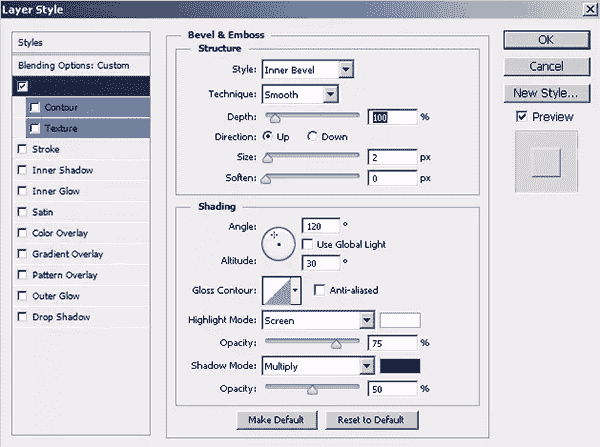 Layer Style
Styles
Blending Options: Custom
Contour
Texture
Stroke
Inner Shadow
Inner Glow
Satin
Color Overlay
Gradient Overlay
Pattern Overlay
Outer Glow
Drop Shadow
Bevel & Emboss
Structure
Style: Inner Bevel
Technique: Smooth
Depth: 100 %
Direction: Up Down
Size: 2 px
Soften: 0 px
Shading
Angle: 120 °
Use Global Light
Altitude: 30 °
Gloss Contour: Anti-aliased
Highlight Mode: Screen
Opacity: 75 %
Shadow Mode: Multiply
Opacity: 50 %
Make Default Reset to Default
OK
Cancel
New Style...
Preview